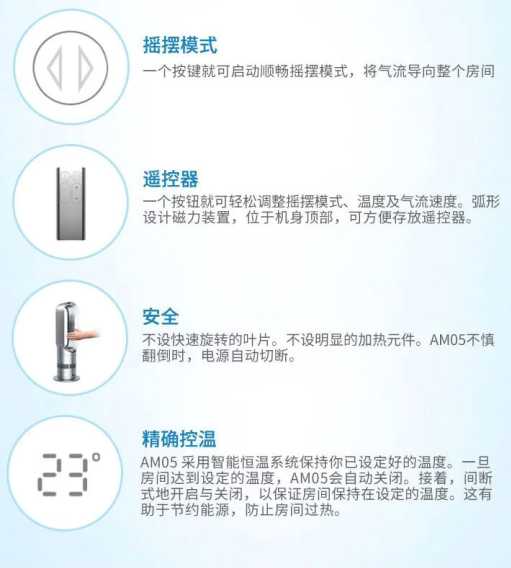 摇摆模式
一个按键就可启动顺畅摇摆模式，将气流导向整个房间
遥控器
一个按钮就可轻松调整摇摆模式、温度及气流速度。弧形
设计磁力装置，位于机身顶部，可方便存放遥控器。
安全
不设快速旋转的叶片。不设明显的加热元件。AM05不慎
翻倒时，电源自动切断。
23°
精确控温
AM05 采用智能恒温系统保持你已设定好的温度。一旦
房间达到设定的温度，AM05会自动关闭。接着，间断
式地开启与关闭，以保证房间保持在设定的温度。这有
助于节约能源，防止房间过热。